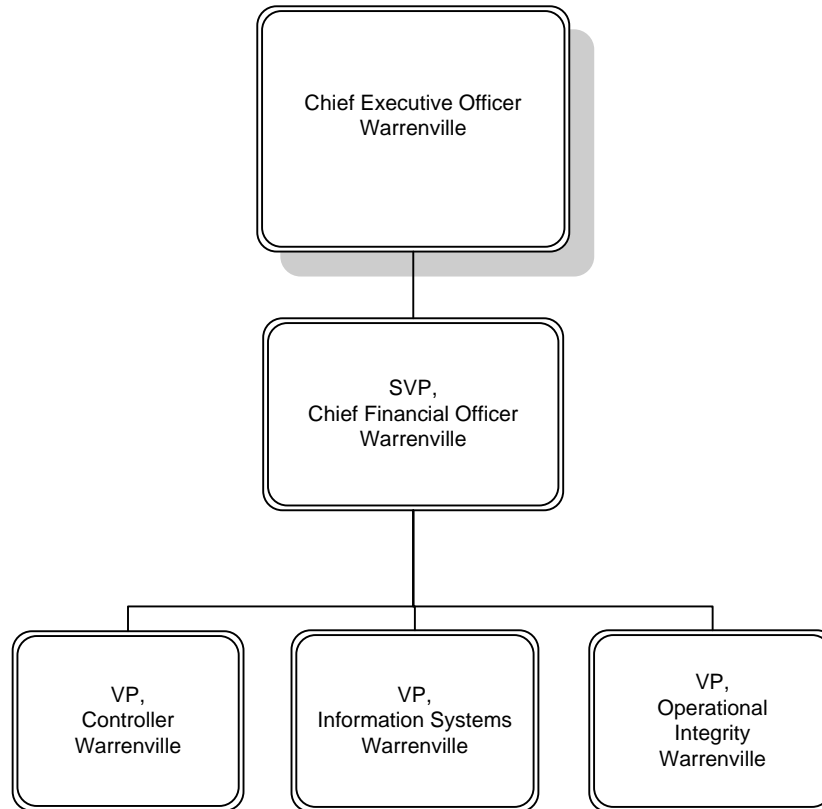 Chief Executive Officer
Warrenville
SVP,
Chief Financial Officer
Warrenville
VP,
Controller
Warrenville
VP,
Information Systems
Warrenville
VP,
Operational
Integrity
Warrenville